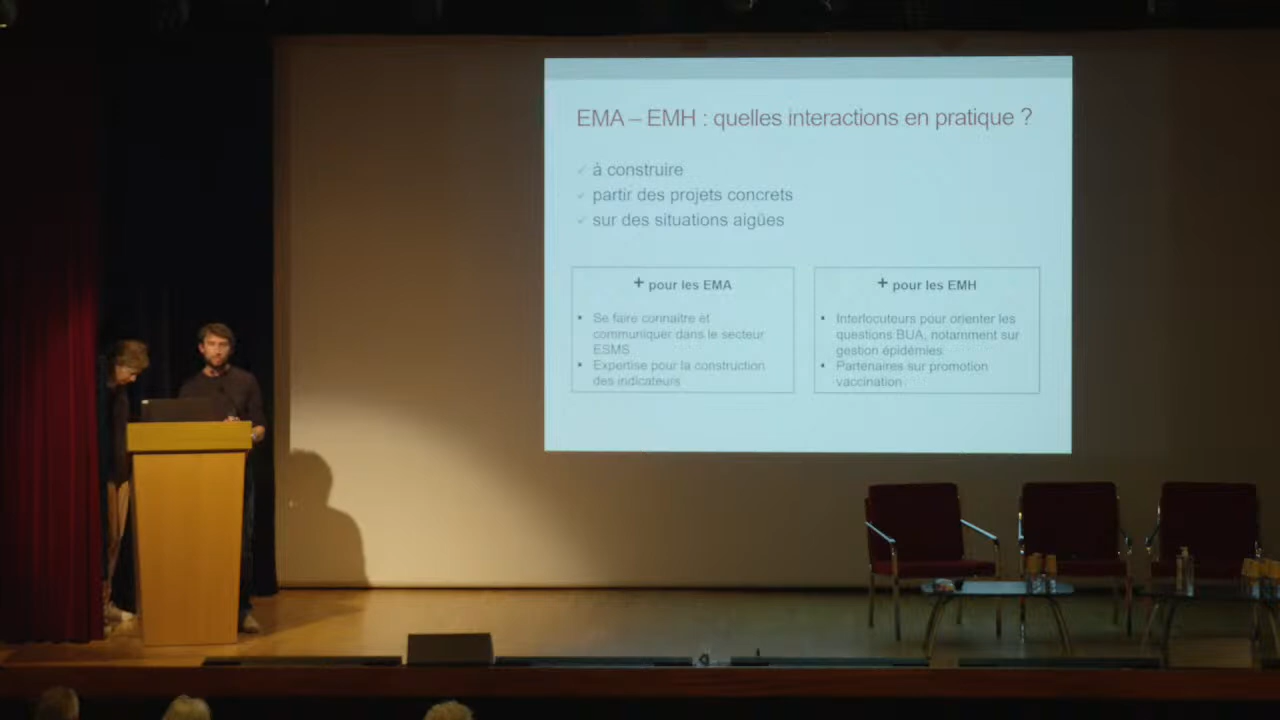 EMA – EMH : quelles interactions en pratique ?
✓ à construire
✓ partir des projets concrets
✓ sur des situations aigües
+ pour les EMA
▪ Se faire connaitre et
communiquer dans le secteur
ESMS
▪ Expertise pour la construction
des indicateurs
+ pour les EMH
▪ Interlocuteurs pour orienter les
questions BUA, notamment sur
gestion épidémies
▪ Partenaires sur promotion
vaccination